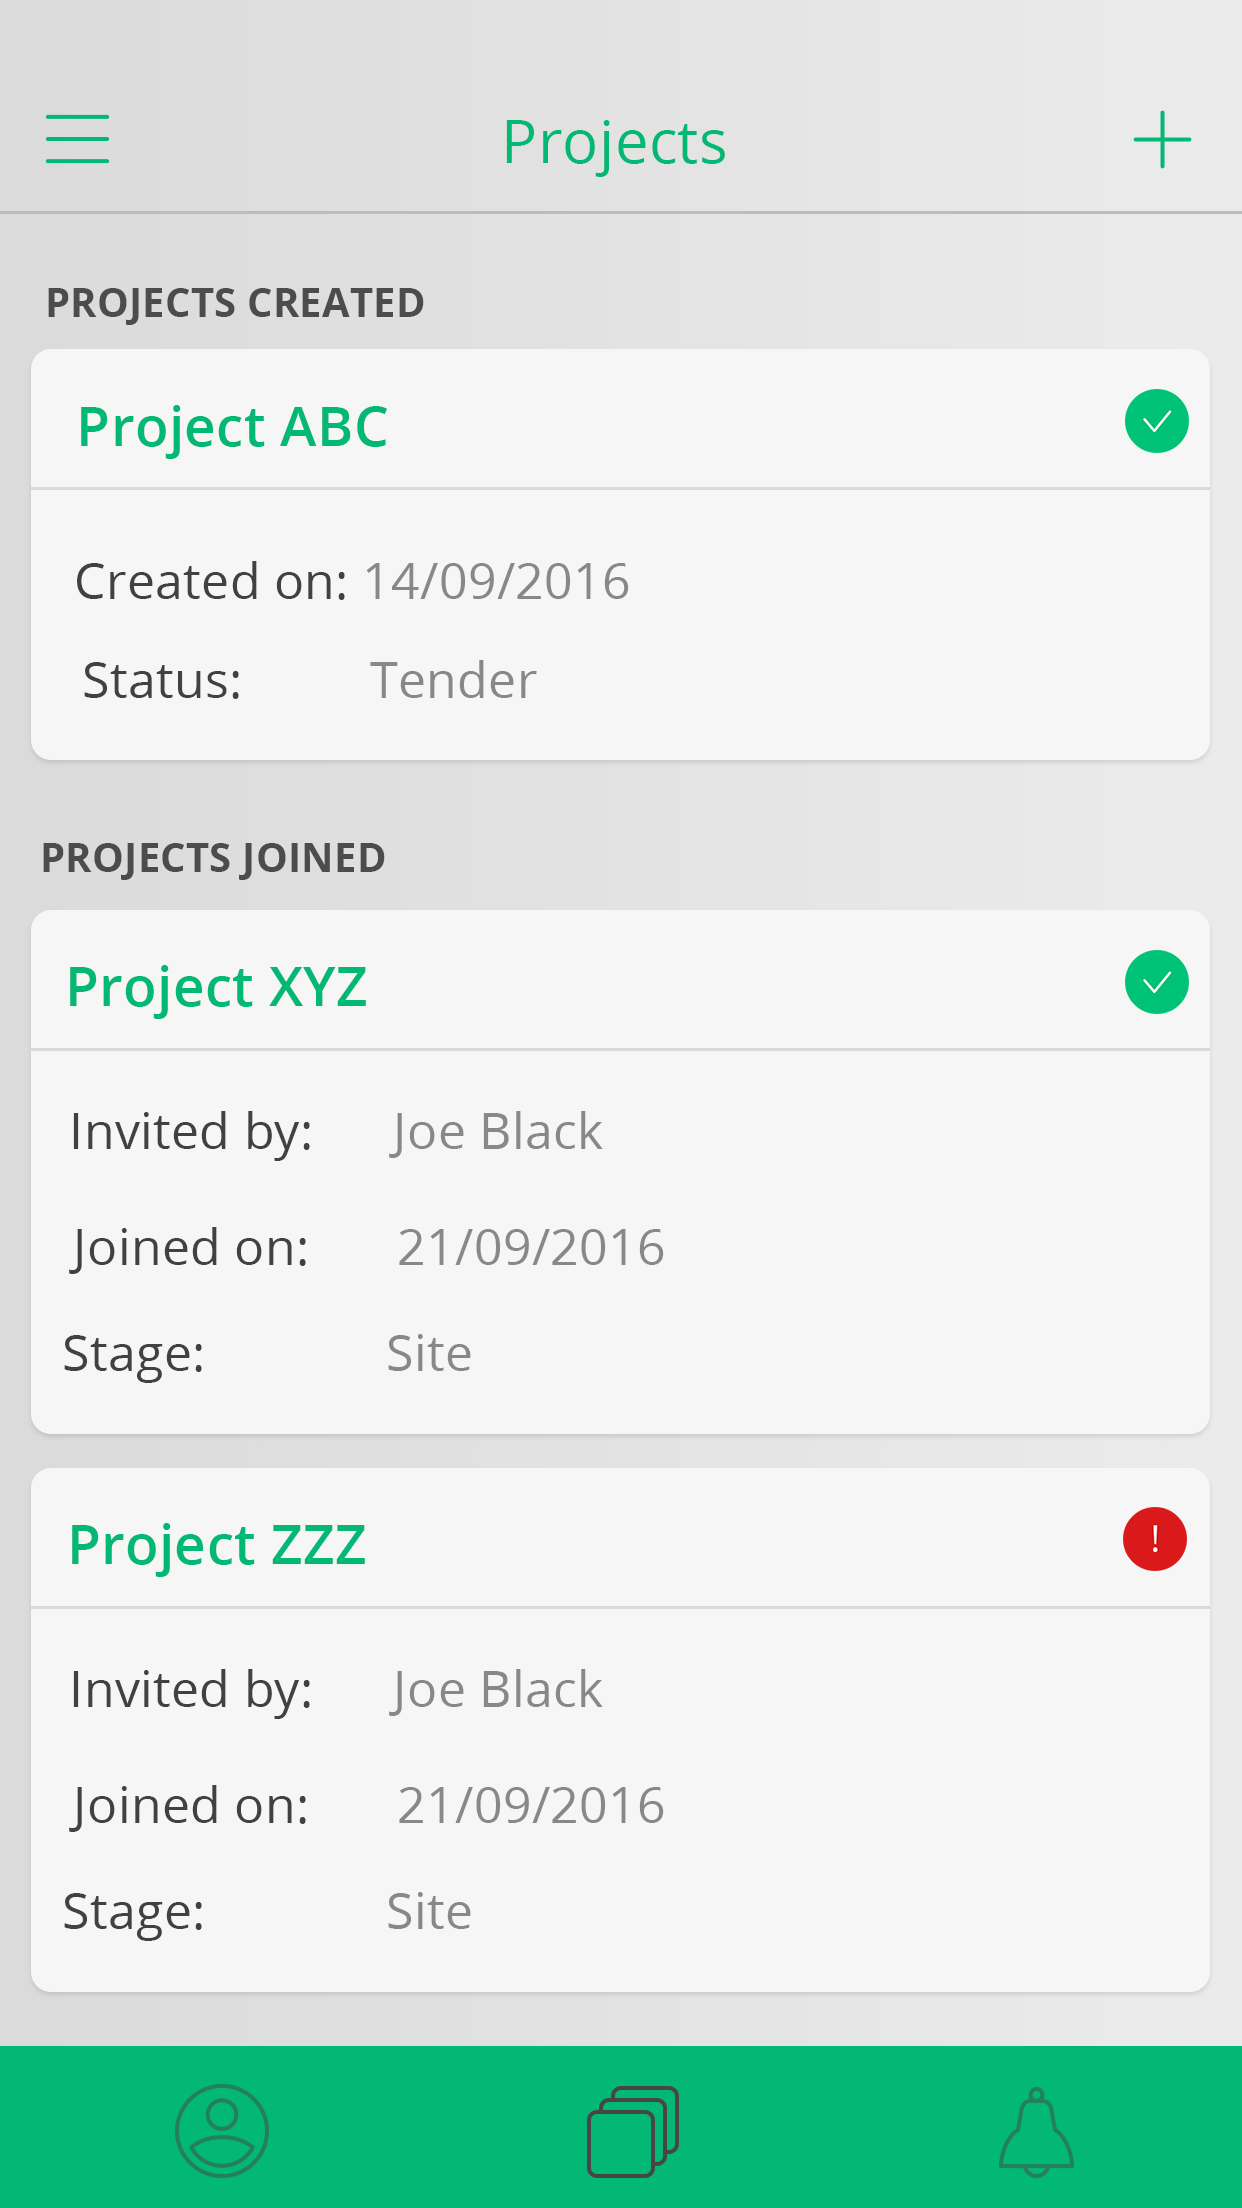 Projects
PROJECTS CREATED
Project ABC
Created on: 14/09/2016
Status: Tender
PROJECTS JOINED
Project XYZ
Invited by: Joe Black
Joined on: 21/09/2016
Stage: Site
Project ZZZ
!
Invited by: Joe Black
Joined on: 21/09/2016
Stage: Site